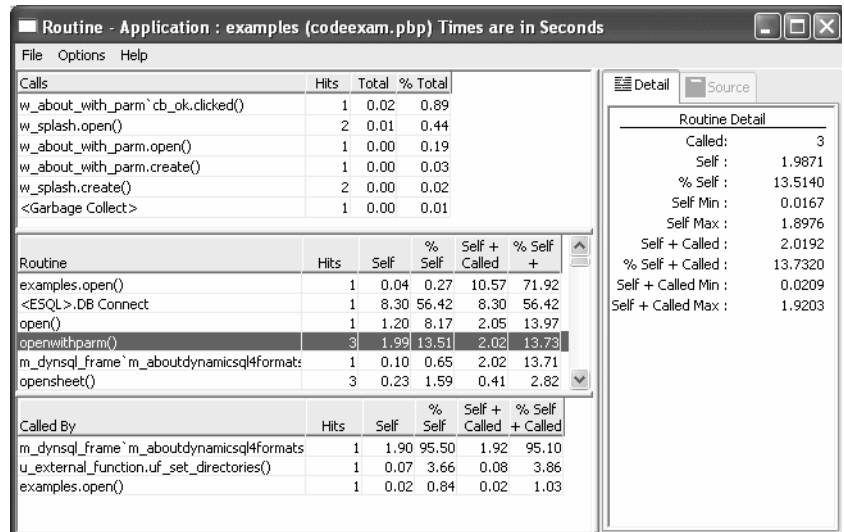 Routine - Application : examples (codeexam.pbp) Times are in Seconds
File Options Help
Calls Hits Total % Total
w_about_with_parm`cb_ok.clicked() 1 0.02 0.89
w_splash.open() 2 0.01 0.44
w_about_with_parm.open() 1 0.00 0.19
w_about_with_parm.create() 1 0.00 0.03
w_splash.create() 2 0.00 0.02
<Garbage Collect> 1 0.00 0.01
Routine Hits Self % Self Self + Called % Self +
examples.open() 1 0.04 0.27 10.57 71.92
<ESQL>.DB Connect 1 8.30 56.42 8.30 56.42
open() 1 1.20 8.17 2.05 13.97
openwithparm() 3 1.99 13.51 2.02 13.73
m_dynsql_frame`m_aboutdynamicsql4formats 1 0.10 0.65 2.02 13.71
opensheet() 3 0.23 1.59 0.41 2.82
Called By Hits Self % Self Self + Called % Self + Called
m_dynsql_frame`m_aboutdynamicsql4formats 1 1.90 95.50 1.92 95.10
u_external_function.uf_set_directories() 1 0.07 3.66 0.08 3.86
examples.open() 1 0.02 0.84 0.02 1.03
Detail Source
Routine Detail
Called: 3
Self : 1.9871
% Self : 13.5140
Self Min : 0.0167
Self Max : 1.8976
Self + Called : 2.0192
% Self + Called : 13.7320
Self + Called Min : 0.0209
Self + Called Max : 1.9203